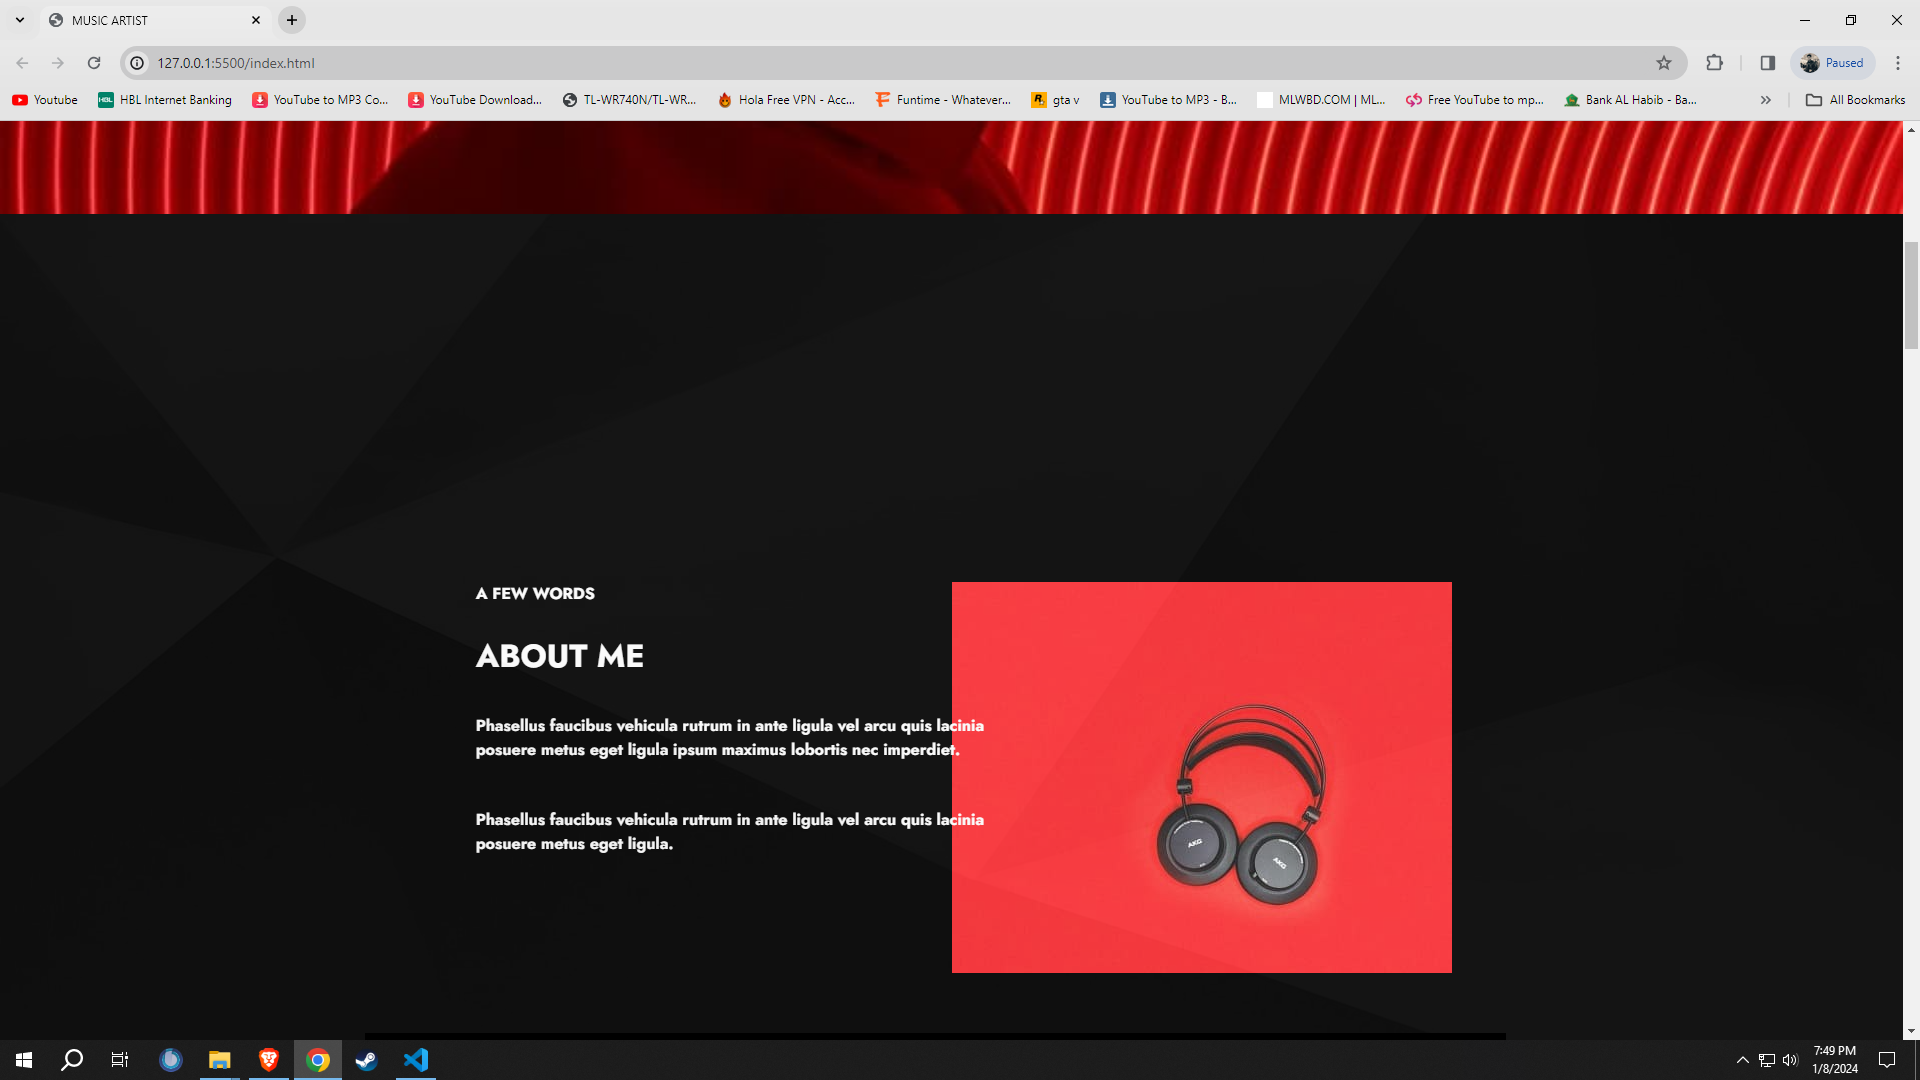 MUSIC ARTIST
127.0.0.1:5500/index.html
Paused
Youtube
HBL HBL Internet Banking
YouTube to MP3 Co...
YouTube Download...
TL-WR740N/TL-WR...
Hola Free VPN - Acc...
Funtime - Whatever...
gta v
YouTube to MP3 - B...
MLWBD.COM | ML...
Free YouTube to mp...
Bank AL Habib - Ba...
All Bookmarks
A FEW WORDS
ABOUT ME
Phasellus faucibus vehicula rutrum in ante ligula vel arcu quis lacinia
posuere metus eget ligula ipsum maximus lobortis nec imperdiet.
Phasellus faucibus vehicula rutrum in ante ligula vel arcu quis lacinia
posuere metus eget ligula.
AKG
AKG
7:49 PM
1/8/2024